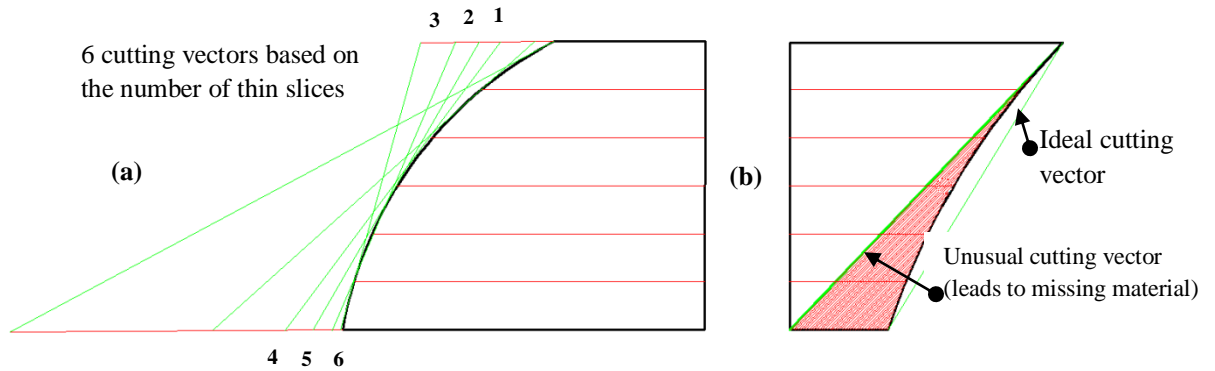 3 2 1
6 cutting vectors based on
the number of thin slices
(a)
4 5 6
(b)
Ideal cutting
vector
Unusual cutting vector
(leads to missing material)